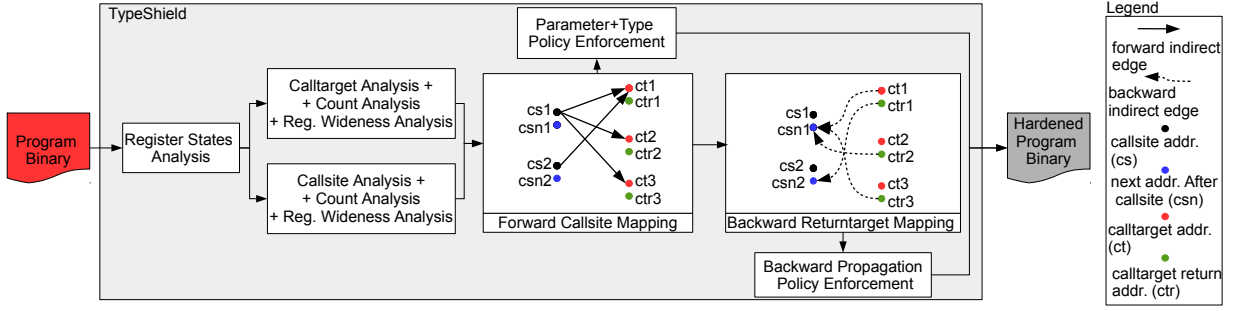 TypeShield
Parameter+Type
Policy Enforcement
Program
Binary
Register States
Analysis
Calltarget Analysis +
+ Count Analysis
+ Reg. Wideness Analysis
Callsite Analysis +
+ Count Analysis
+ Reg. Wideness Analysis
cs1
csn1
cs2
csn2
ct1
ctr1
ct2
ctr2
ct3
ctr3
Forward Callsite Mapping
cs1
csn1
cs2
csn2
ct1
ctr1
ct2
ctr2
ct3
ctr3
Backward Returntarget Mapping
Backward Propagation
Policy Enforcement
Hardened
Program
Binary
Legend
forward indirect
edge
backward
indirect edge
callsite addr.
(cs)
next addr. After
callsite (csn)
calltarget addr.
(ct)
calltarget return
addr. (ctr)